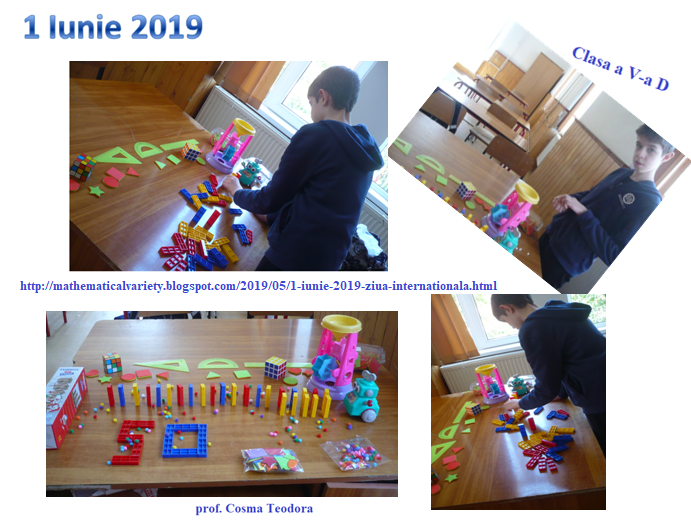 1 Iunie 2019
Clasa a V-a D
http://mathematicalvariety.blogspot.com/2019/05/1-iunie-2019-ziua-internationala.html
50
prof. Cosma Teodora